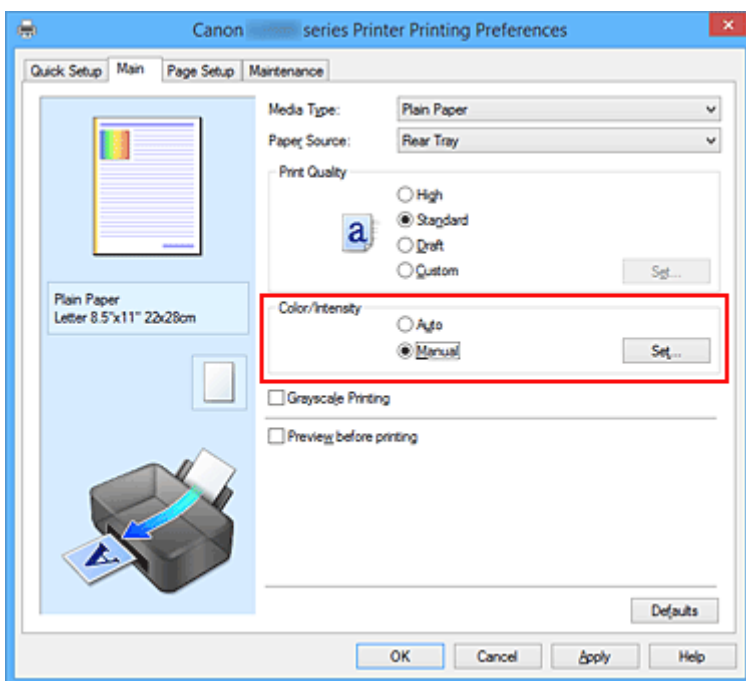 Canon series Printer Printing Preferences
Quick Setup Main Page Setup Maintenance
Media Type: Plain Paper
Paper Source: Rear Tray
Print Quality
High
a
Standard
Draft
Custom Set...
Plain Paper
Letter 8.5"x11" 22x28cm
Color/Intensity
Auto
Manual Set...
Grayscale Printing
Preview before printing
A
Defaults
OK Cancel Apply Help